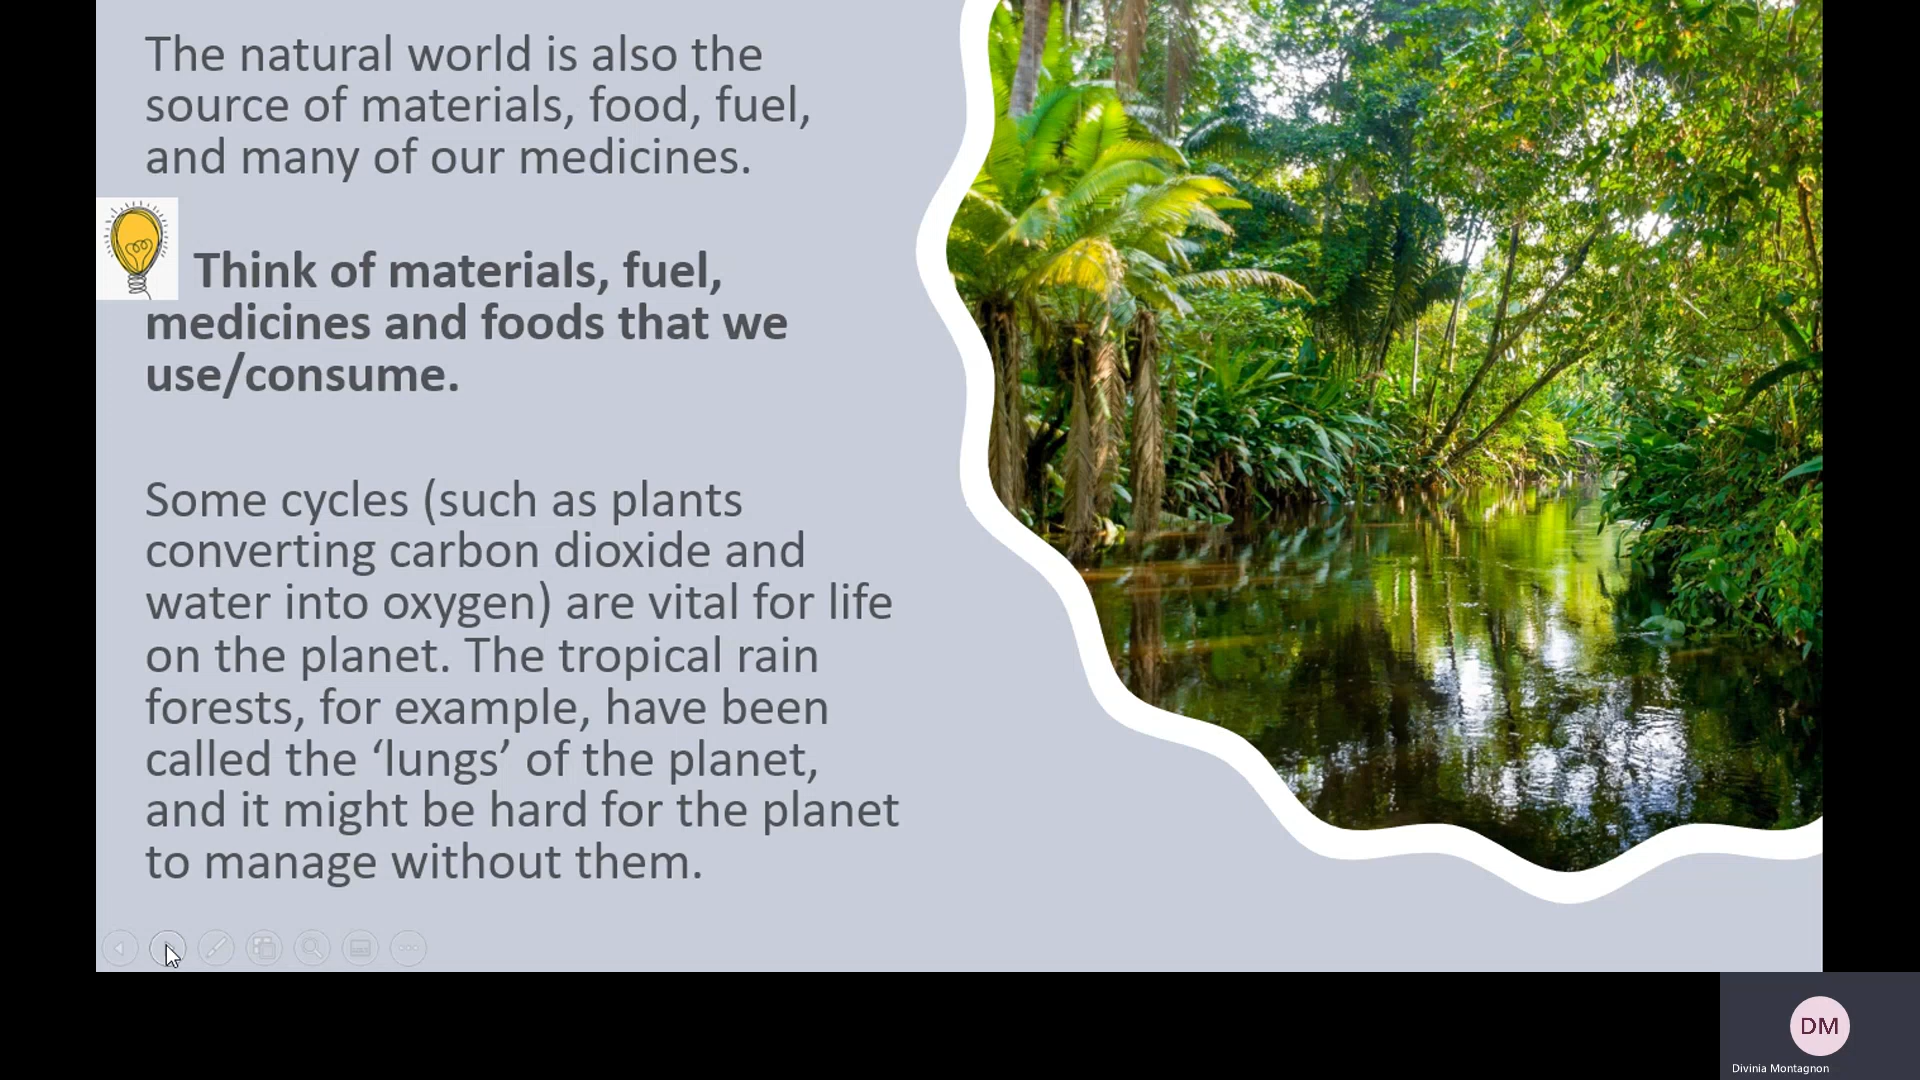 The natural world is also the
source of materials, food, fuel,
and many of our medicines.
Think of materials, fuel,
medicines and foods that we
use/consume.
Some cycles (such as plants
converting carbon dioxide and
water into oxygen) are vital for life
on the planet. The tropical rain
forests, for example, have been
called the ‘lungs’ of the planet,
and it might be hard for the planet
to manage without them.
DM
Divinia Montagnon